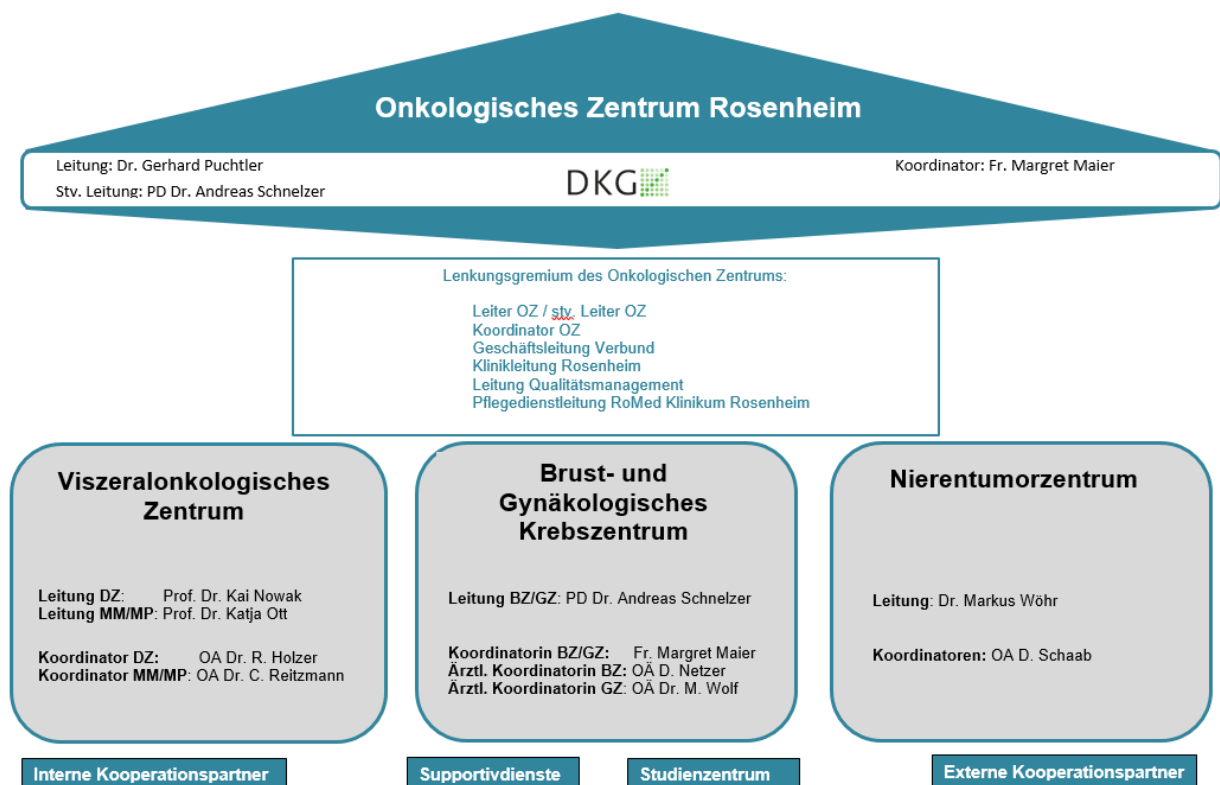 Onkologisches Zentrum Rosenheim
Leitung: Dr. Gerhard Puchtler
Stv. Leitung: PD Dr. Andreas Schnelzer
DKG
Koordinator: Fr. Margret Maier
Lenkungsgremium des Onkologischen Zentrums:
Leiter OZ / stv. Leiter OZ
Koordinator OZ
Geschäftsleitung Verbund
Klinikleitung Rosenheim
Leitung Qualitätsmanagement
Pflegedienstleitung RoMed Klinikum Rosenheim
Viszeralonkologisches
Zentrum
Leitung DZ: Prof. Dr. Kai Nowak
Leitung MM/MP: Prof. Dr. Katja Ott
Koordinator DZ: OA Dr. R. Holzer
Koordinator MM/MP: OA Dr. C. Reitzmann
Brust- und
Gynäkologisches
Krebszentrum
Leitung BZ/GZ: PD Dr. Andreas Schnelzer
Koordinatorin BZ/GZ: Fr. Margret Maier
Ärztl. Koordinatorin BZ: OÄ D. Netzer
Ärztl. Koordinatorin GZ: OÄ Dr. M. Wolf
Nierentumorzentrum
Leitung: Dr. Markus Wöhr
Koordinatoren: OA D. Schaab
Interne Kooperationspartner
Supportivdienste
Studienzentrum
Externe Kooperationspartner